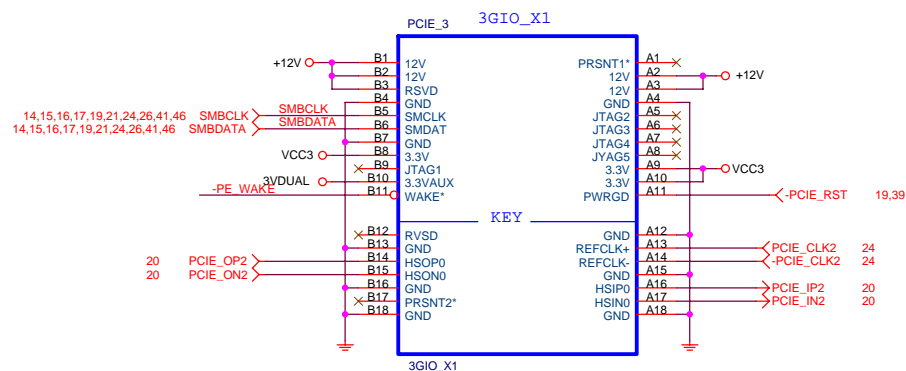 PCIE_3 3GIO_X1
+12V B1 12V PRSNT1* A1
B2 12V 12V A2 +12V
B3 RSVD 12V A3
B4 GND GND A4
14,15,16,17,19,21,24,26,41,46 SMBCLK SMBCLK B5 SMCLK JTAG2 A5
14,15,16,17,19,21,24,26,41,46 SMBDATA SMBDATA B6 SMDAT JTAG3 A6
B7 GND JTAG4 A7
VCC3 B8 3.3V JYAG5 A8
B9 JTAG1 3.3V A9 VCC3
3VDUAL B10 3.3VAUX 3.3V A10
-PE_WAKE B11 WAKE* PWRGD A11 -PCIE_RST 19,39
KEY
B12 RVSD GND A12
B13 GND REFCLK+ A13 PCIE_CLK2 24
20 PCIE_OP2 B14 HSOP0 REFCLK- A14 -PCIE_CLK2 24
20 PCIE_ON2 B15 HSON0 GND A15
B16 GND HSIP0 A16 PCIE_IP2 20
B17 PRSNT2* HSIN0 A17 PCIE_IN2 20
B18 GND GND A18
3GIO_X1